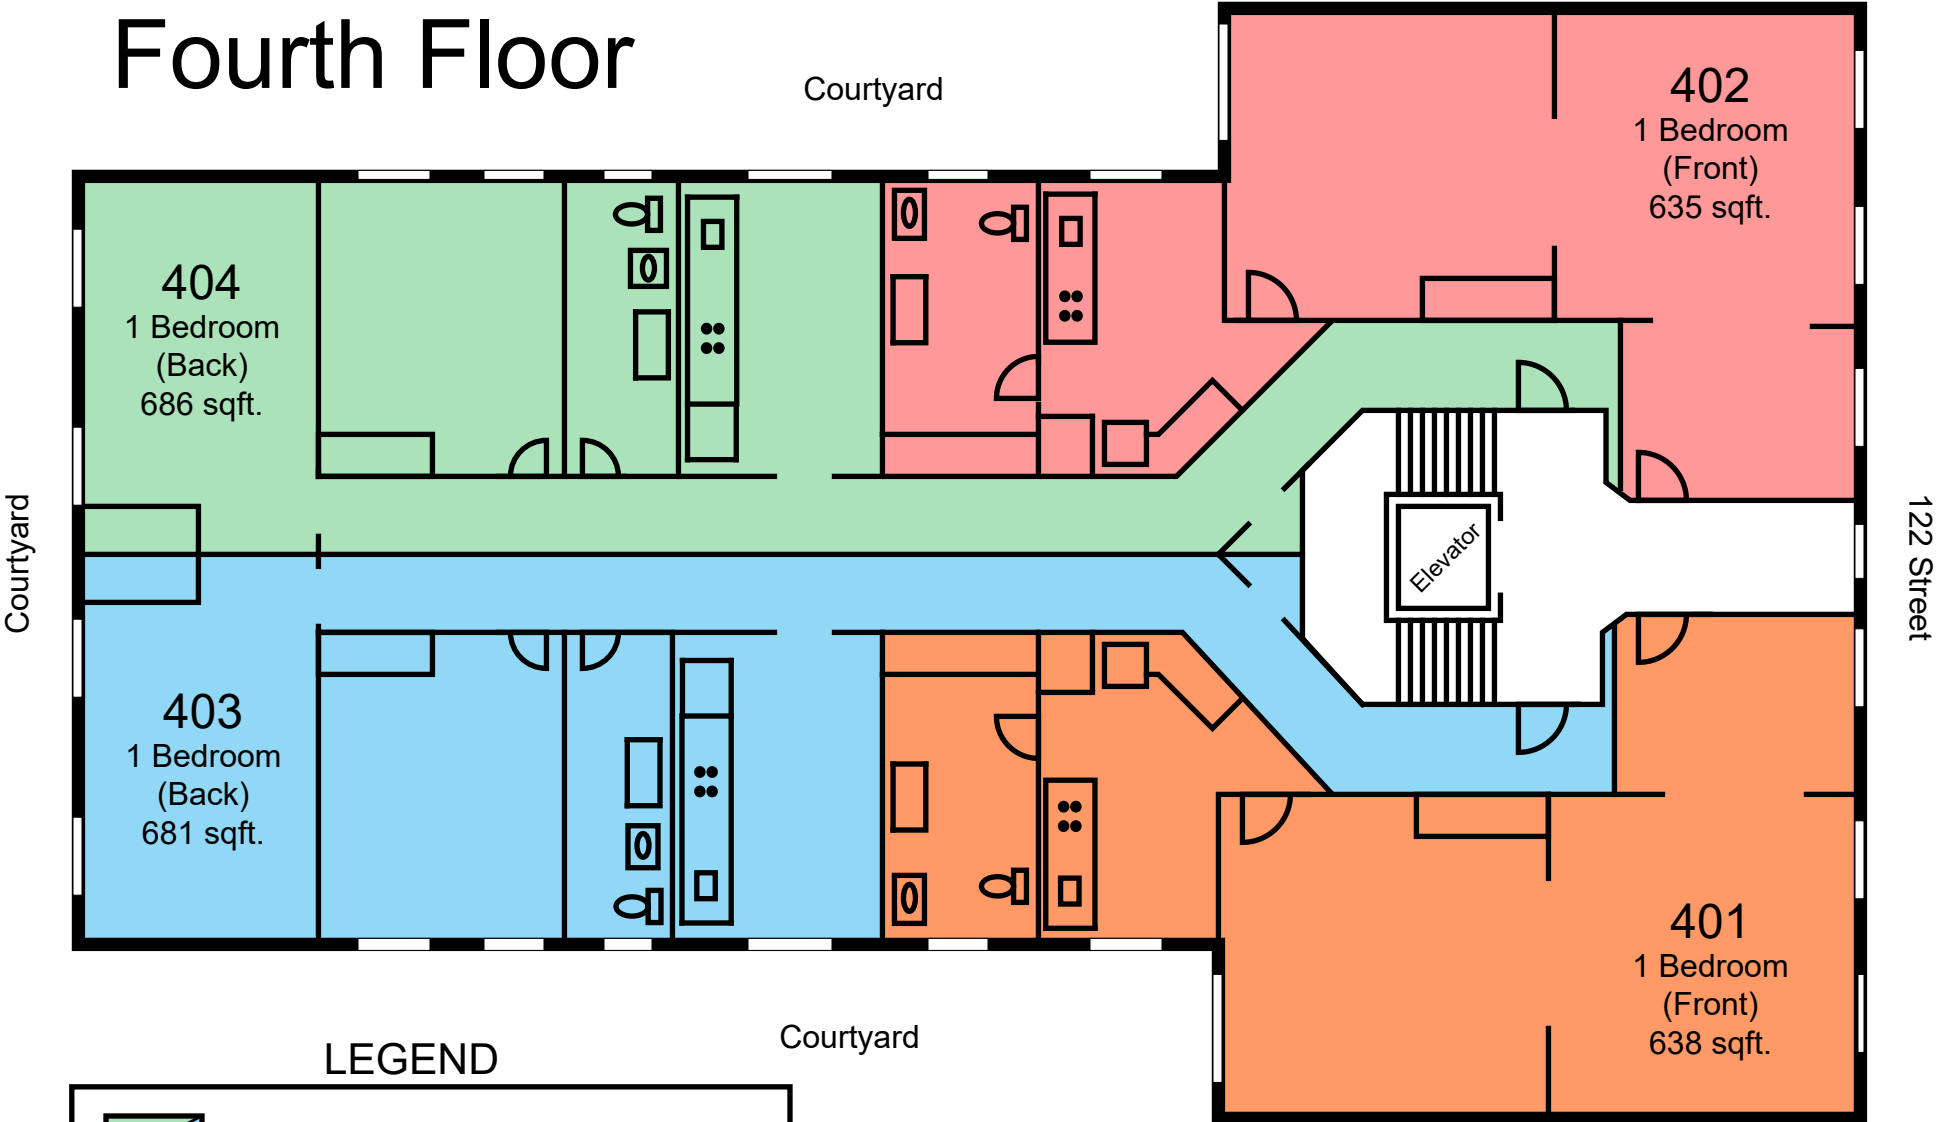 Fourth Floor
Courtyard
402
1 Bedroom
(Front)
635 sqft.
404
1 Bedroom
(Back)
686 sqft.
Courtyard
Elevator
122 Street
403
1 Bedroom
(Back)
681 sqft.
401
1 Bedroom
(Front)
638 sqft.
Courtyard
LEGEND